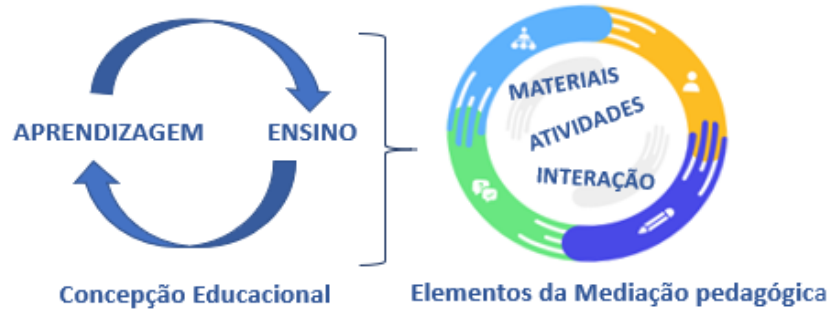 APRENDIZAGEM ENSINO
MATERIAIS
ATIVIDADES
INTERAÇÃO
Concepção Educacional
Elementos da Mediação pedagógica